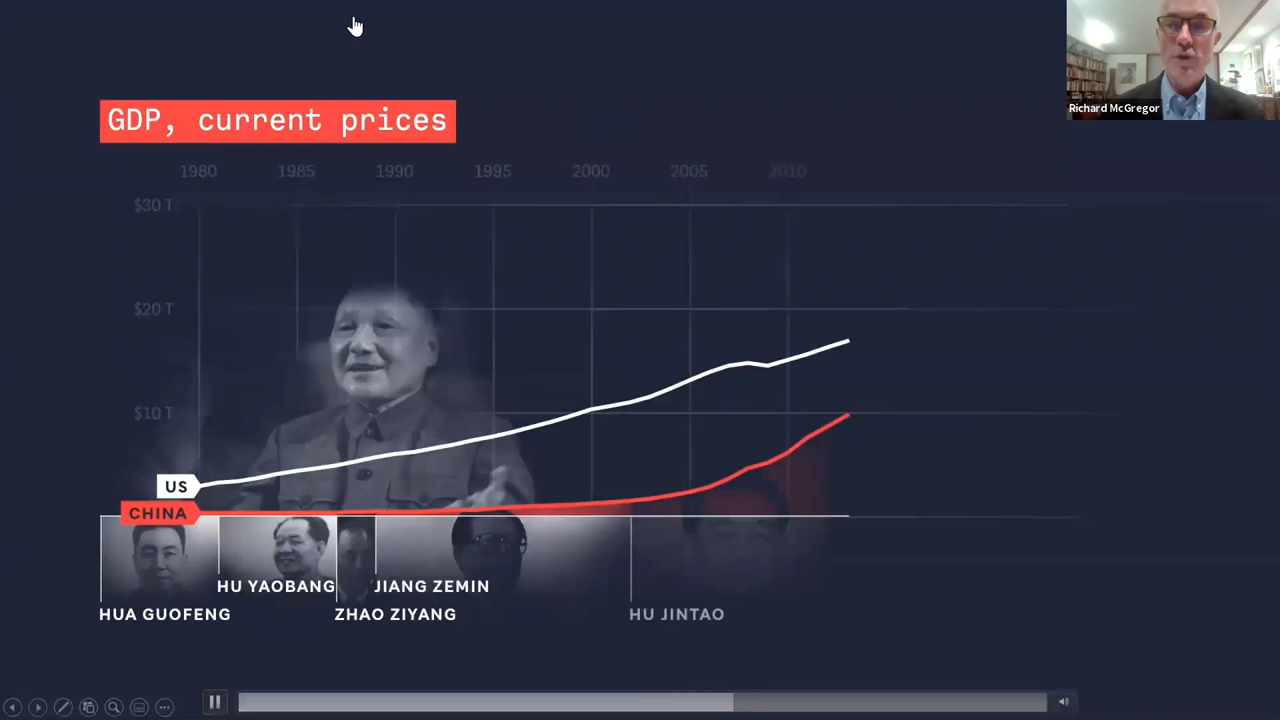 Richard McGregor
GDP, current prices
1980 1985 1990 1995 2000 2005 2010
$30 T
$20 T
$10 T
US
CHINA
HU YAOBANG JIANG ZEMIN
HUA GUOFENG ZHAO ZIYANG HU JINTAO